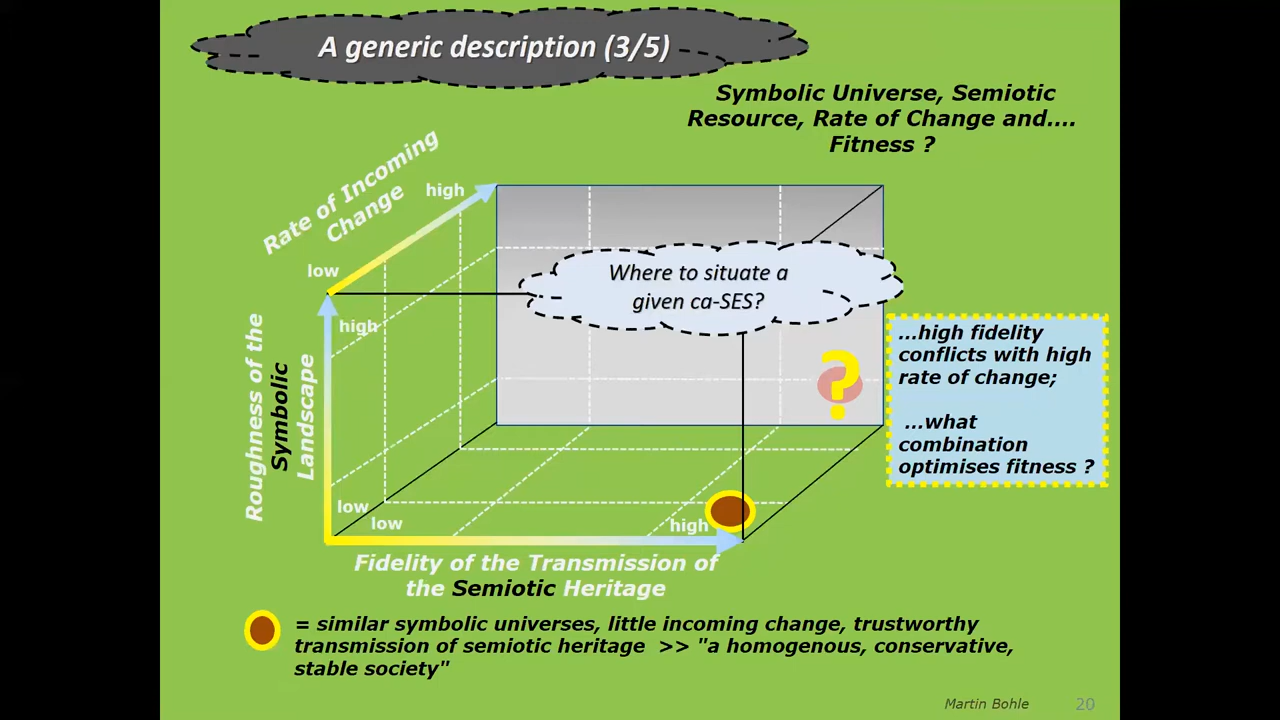 A generic description (3/5)
Symbolic Universe, Semiotic
Resource, Rate of Change and....
Fitness ?
Rate of Incoming
Change
high
low
Where to situate a
given ca-SES?
Roughness of the
Symbolic
Landscape
high
low
low
high
?
...high fidelity
conflicts with high
rate of change;
...what
combination
optimises fitness ?
Fidelity of the Transmission of
the Semiotic Heritage
= similar symbolic universes, little incoming change, trustworthy
transmission of semiotic heritage >> "a homogenous, conservative,
stable society"
Martin Bohle
20